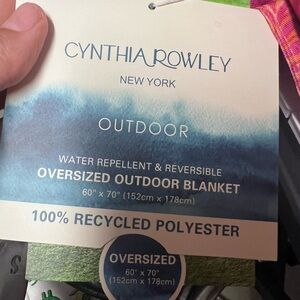 CYNTHIA ROWLEY
NEW YORK
OUTDOOR
WATER REPELLENT & REVERSIBLE
OVERSIZED OUTDOOR BLANKET
60" x 70" (152cm x 178cm)
100% RECYCLED POLYESTER
OVERSIZED
60" x 70"
(152cm x 178cm)